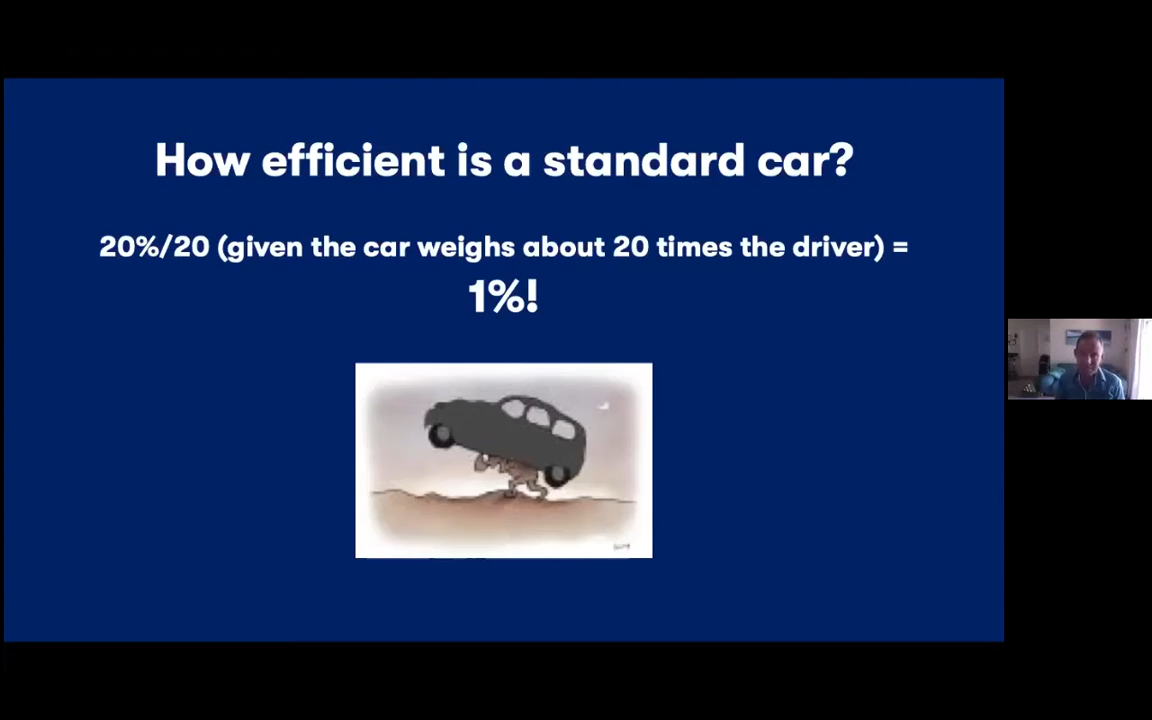 How efficient is a standard car?
20%/20 (given the car weighs about 20 times the driver) =
1%!